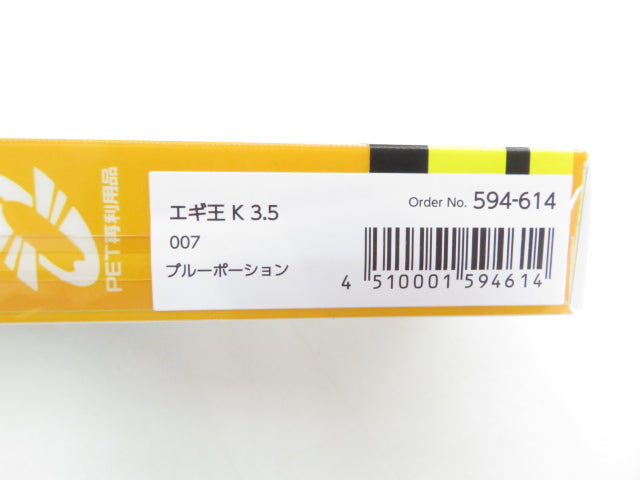 エギ王 K 3.5
Order No. 594-614
007
ブルーポーション
4 510001 594614
PET再利用品